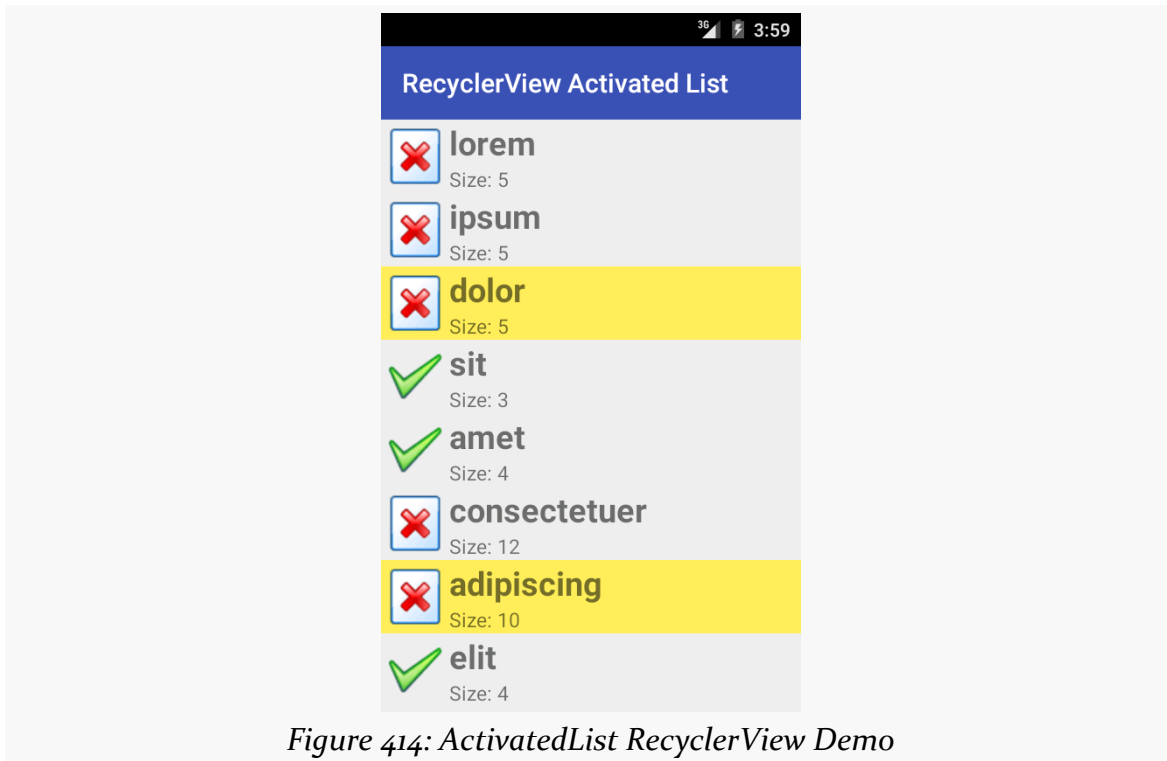 3G 3:59
RecyclerView Activated List
lorem
Size: 5
ipsum
Size: 5
dolor
Size: 5
sit
Size: 3
amet
Size: 4
consectetuer
Size: 12
adipiscing
Size: 10
elit
Size: 4
Figure 414: ActivatedList RecyclerView Demo